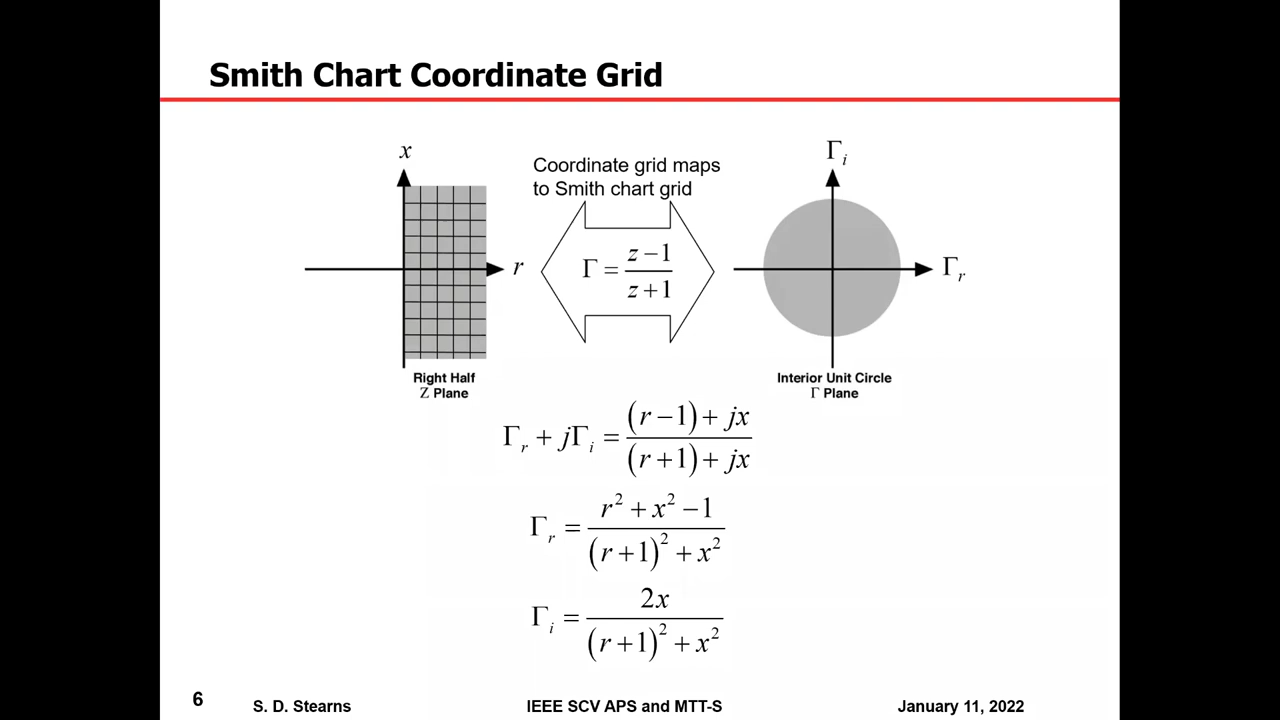 Smith Chart Coordinate Grid
x
Coordinate grid maps
to Smith chart grid
Γi
r
Γ = (z − 1)/(z + 1)
Γr
Right Half
Z Plane
Interior Unit Circle
Γ Plane
Γr + jΓi = ((r − 1) + jx)/((r + 1) + jx)
Γr = (r² + x² − 1)/((r + 1)² + x²)
Γi = 2x/((r + 1)² + x²)
6 S. D. Stearns IEEE SCV APS and MTT-S January 11, 2022